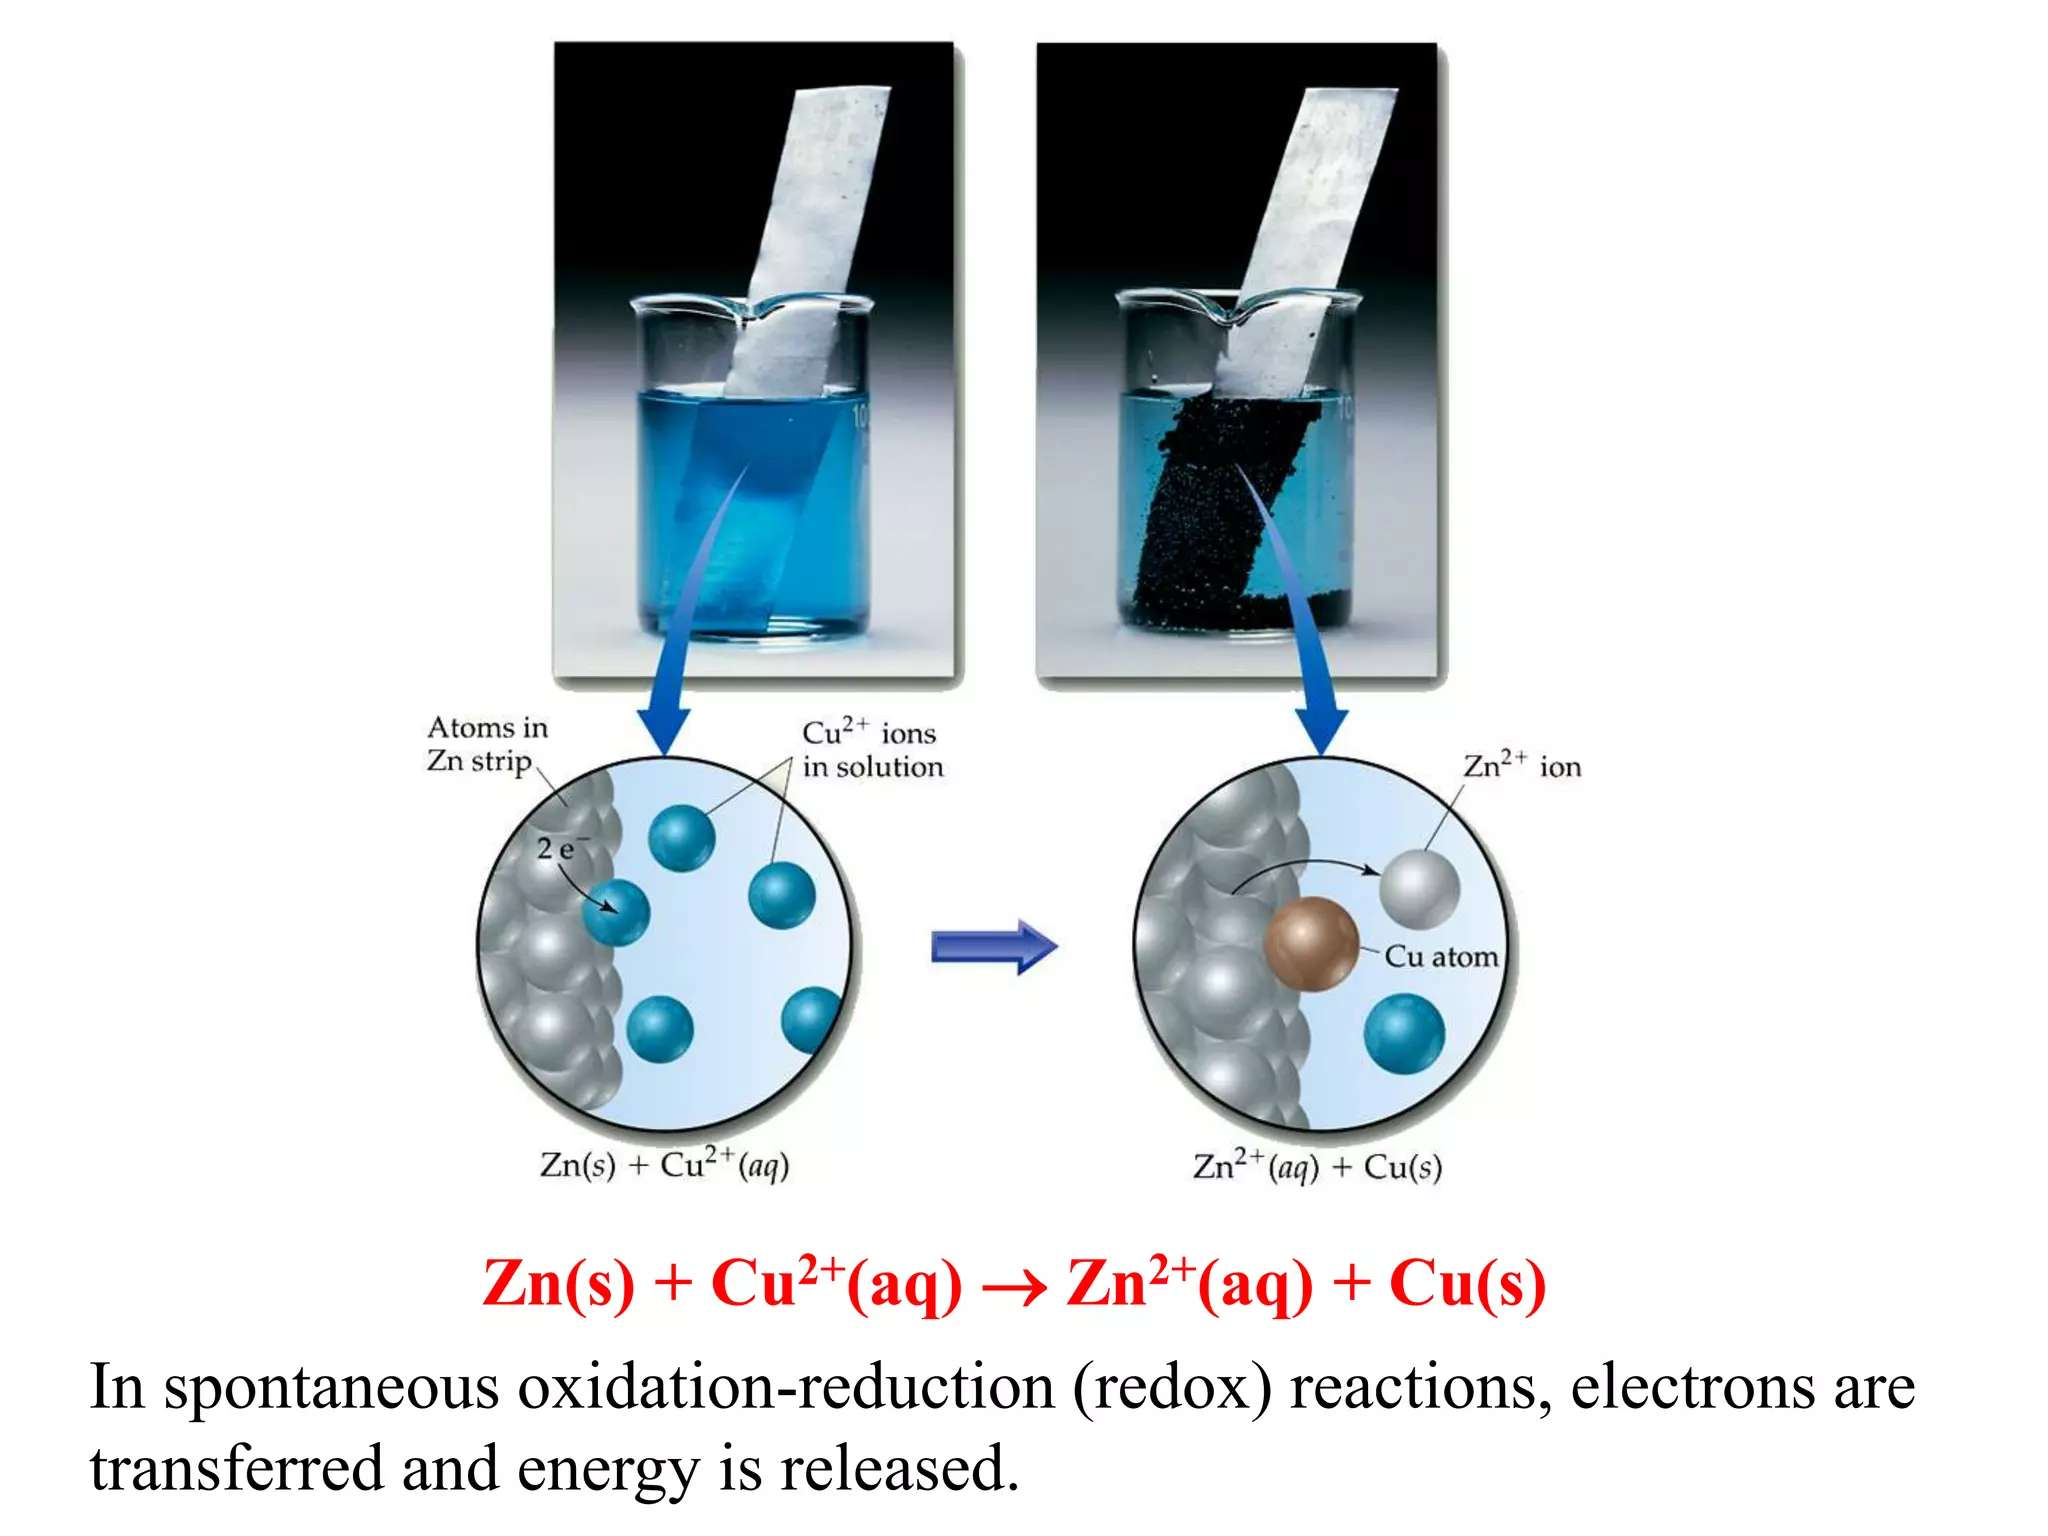 10
10
Atoms in
Zn strip
Cu²⁺ ions
in solution
2 e⁻
Zn²⁺ ion
Cu atom
Zn(s) + Cu²⁺(aq)
Zn²⁺(aq) + Cu(s)
Zn(s) + Cu²⁺(aq) → Zn²⁺(aq) + Cu(s)
In spontaneous oxidation-reduction (redox) reactions, electrons are
transferred and energy is released.